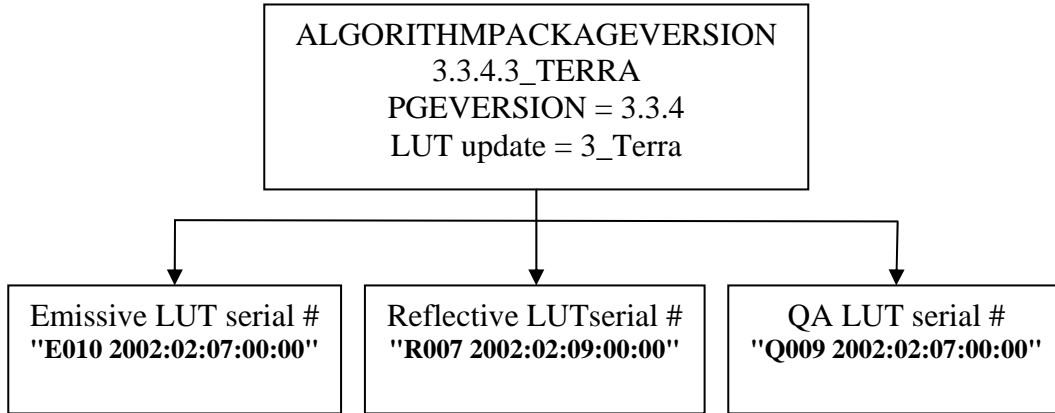 ALGORITHMPACKAGEVERSION
3.3.4.3_TERRA
PGEVERSION = 3.3.4
LUT update = 3_Terra
Emissive LUT serial #
"E010 2002:02:07:00:00"
Reflective LUTserial #
"R007 2002:02:09:00:00"
QA LUT serial #
"Q009 2002:02:07:00:00"